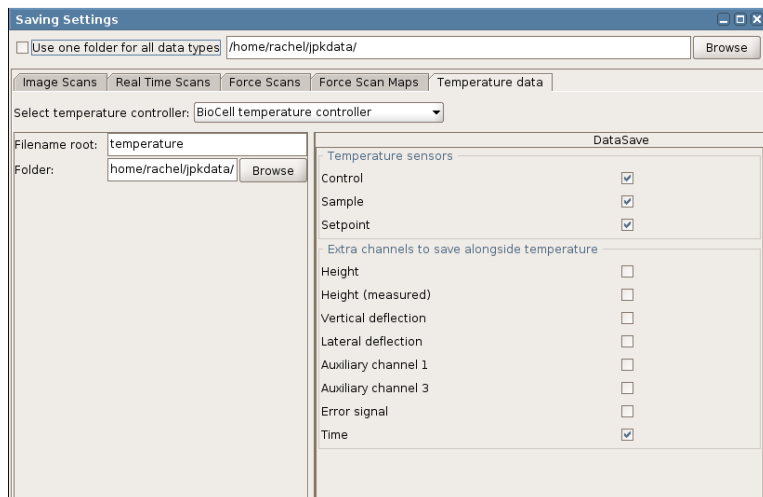 Saving Settings
Use one folder for all data types /home/rachel/jpkdata/ Browse
Image Scans Real Time Scans Force Scans Force Scan Maps Temperature data
Select temperature controller: BioCell temperature controller
Filename root: temperature
Folder: home/rachel/jpkdata/ Browse
DataSave
Temperature sensors
Control
Sample
Setpoint
Extra channels to save alongside temperature
Height
Height (measured)
Vertical deflection
Lateral deflection
Auxiliary channel 1
Auxiliary channel 3
Error signal
Time